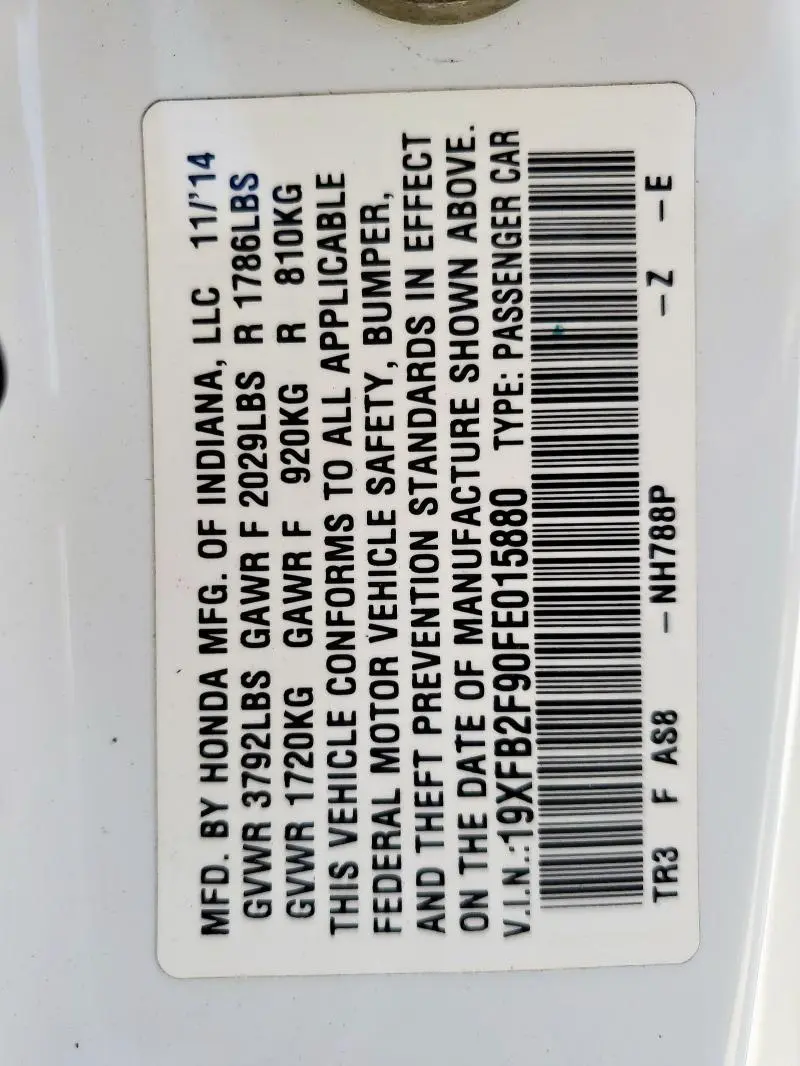 MFD. BY HONDA MFG. OF INDIANA, LLC 11/'14
GVWR 3792LBS GAWR F 2029LBS R 1786LBS
GVWR 1720KG GAWR F 920KG R 810KG
THIS VEHICLE CONFORMS TO ALL APPLICABLE
FEDERAL MOTOR VEHICLE SAFETY, BUMPER,
AND THEFT PREVENTION STANDARDS IN EFFECT
ON THE DATE OF MANUFACTURE SHOWN ABOVE.
V.I.N.:19XFB2F90FE015880 TYPE: PASSENGER CAR
TR3 F AS8 –NH788P –Z –E